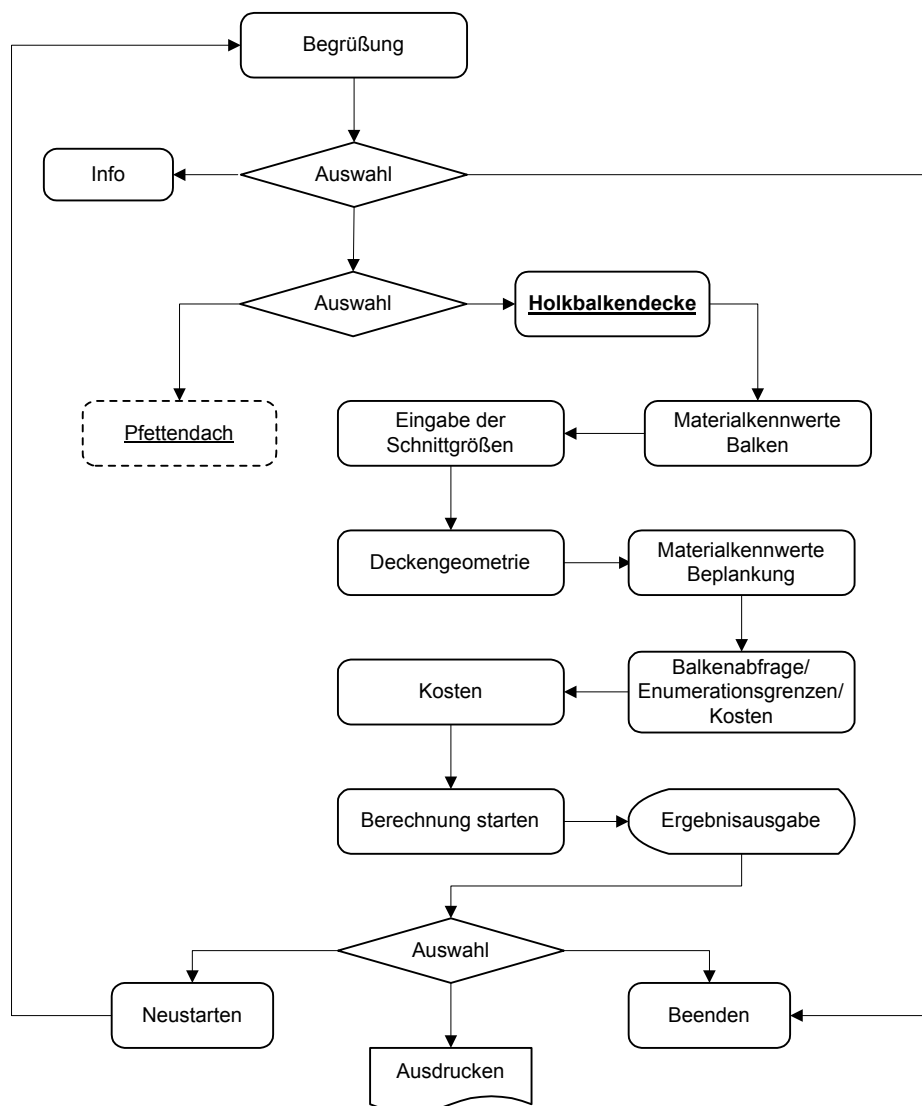 Begrüßung
Info
Auswahl
Auswahl
Holkbalkendecke
Pfettendach
Eingabe der
Schnittgrößen
Materialkennwerte
Balken
Deckengeometrie
Materialkennwerte
Beplankung
Kosten
Balkenabfrage/
Enumerationsgrenzen/
Kosten
Berechnung starten
Ergebnisausgabe
Auswahl
Neustarten
Beenden
Ausdrucken